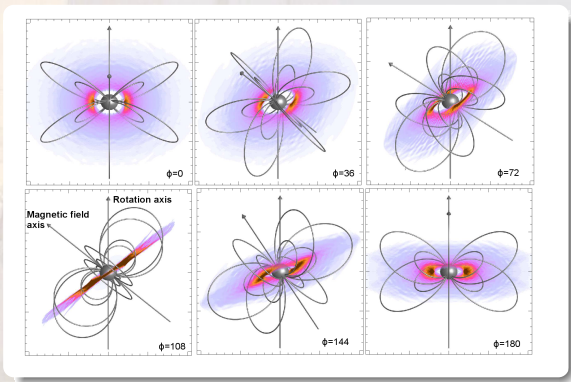 ϕ=0
ϕ=36
ϕ=72
Rotation axis
Magnetic field
axis
ϕ=108
ϕ=144
ϕ=180